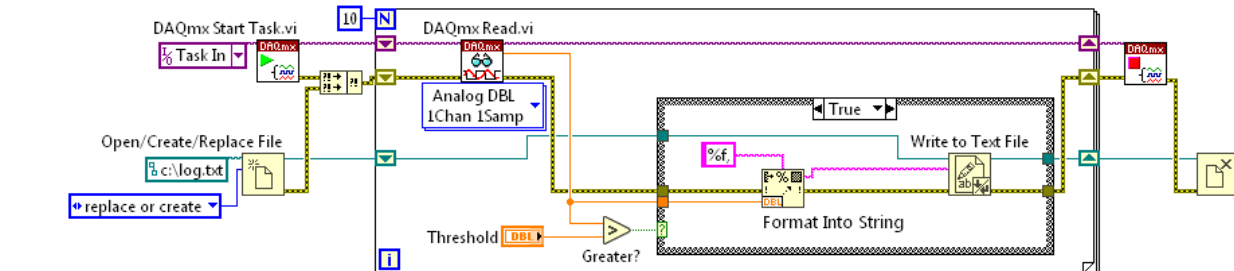 10
N
DAQmx Start Task.vi
DAQmx Read.vi
Task In
DAQmx
DAQmx
DAQmx
Analog DBL
1Chan 1Samp
True
Open/Create/Replace File
Write to Text File
c:\log.txt
%f,
replace or create
DBL
Format Into String
Threshold
DBL
>
?
Greater?
i